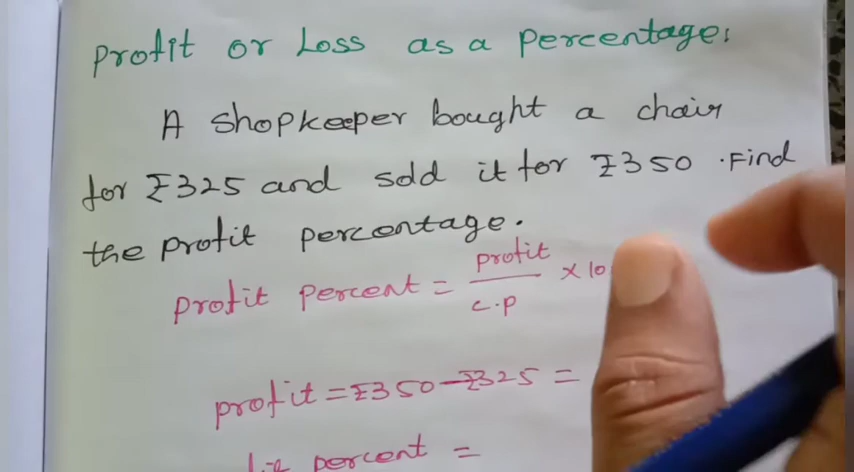 Profit or Loss as a Percentage:
A Shopkeeper bought a chair
for ₹325 and sold it for ₹350 . Find
the profit percentage.
profit percent = profit / c.p × 10
profit = ₹350 - ₹325 =
percent =